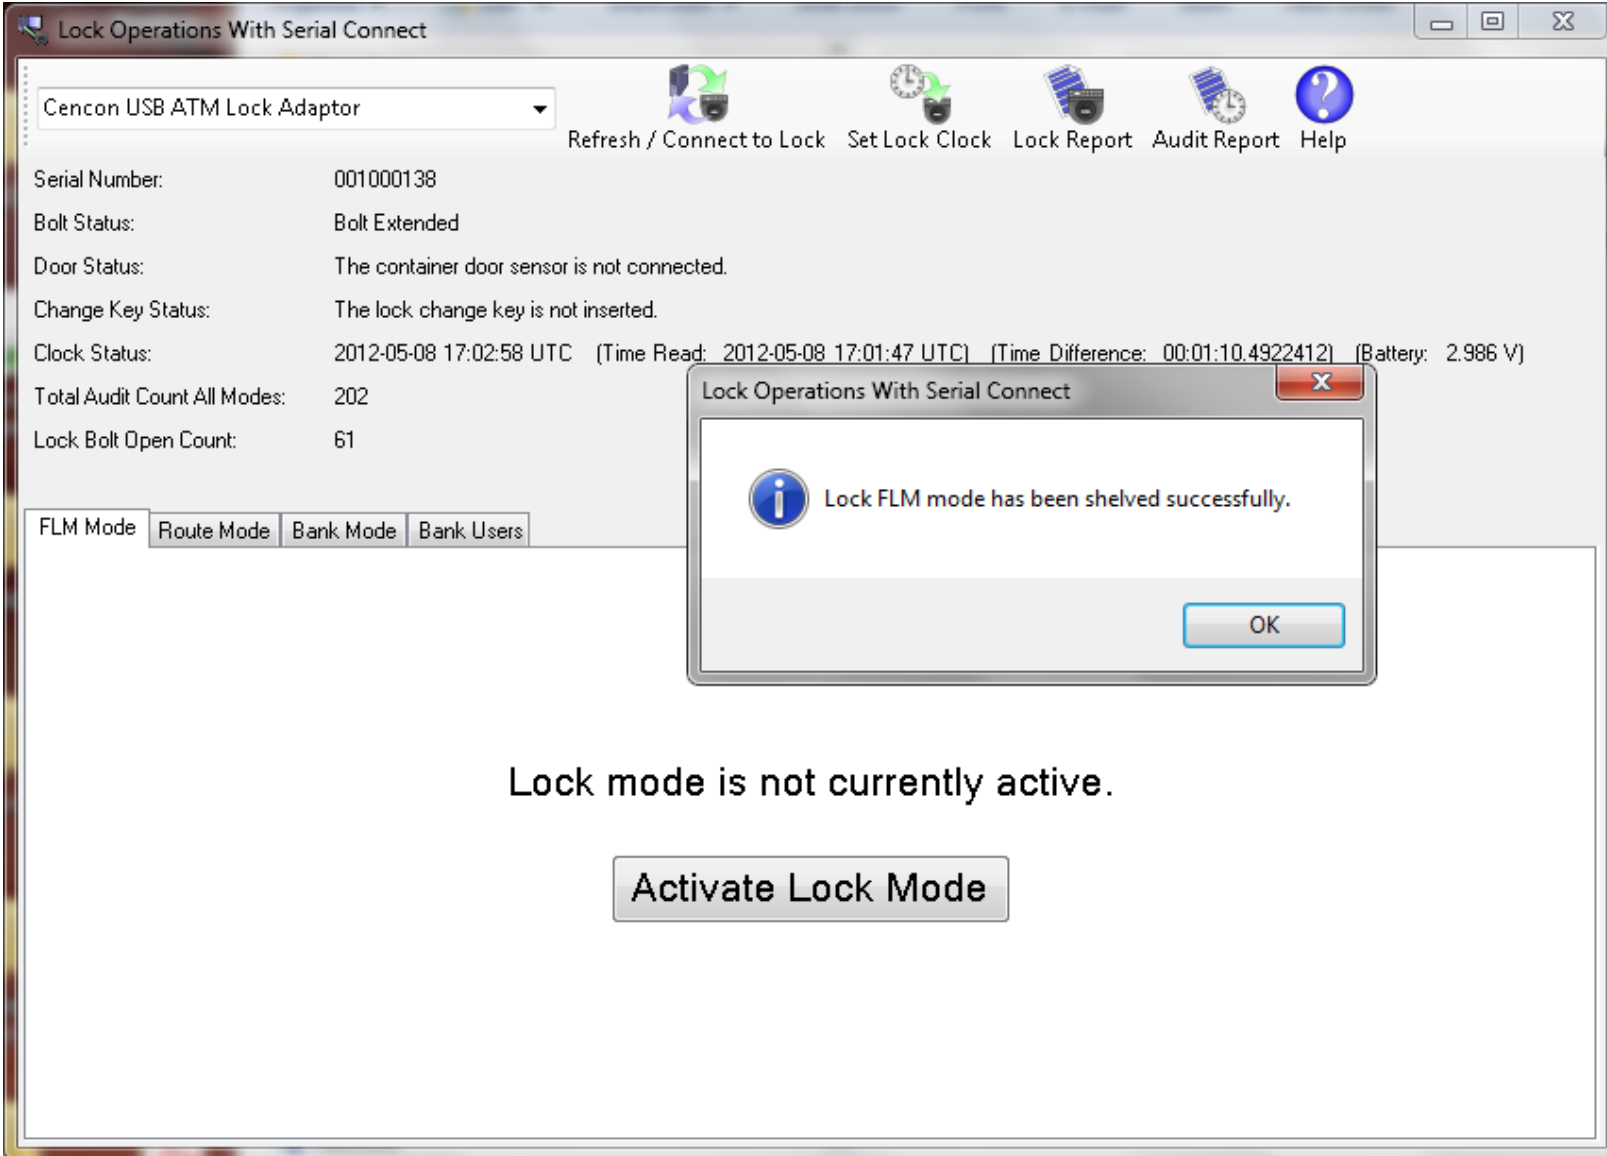 Lock Operations With Serial Connect
Cencon USB ATM Lock Adaptor
Refresh / Connect to Lock
Set Lock Clock
Lock Report
Audit Report
Help
Serial Number: 001000138
Bolt Status: Bolt Extended
Door Status: The container door sensor is not connected.
Change Key Status: The lock change key is not inserted.
Clock Status: 2012-05-08 17:02:58 UTC (Time Read: 2012-05-08 17:01:47 UTC) (Time Difference: 00:01:10.4922412) (Battery: 2.986 V)
Total Audit Count All Modes: 202
Lock Bolt Open Count: 61
Lock Operations With Serial Connect
Lock FLM mode has been shelved successfully.
OK
FLM Mode
Route Mode
Bank Mode
Bank Users
Lock mode is not currently active.
Activate Lock Mode